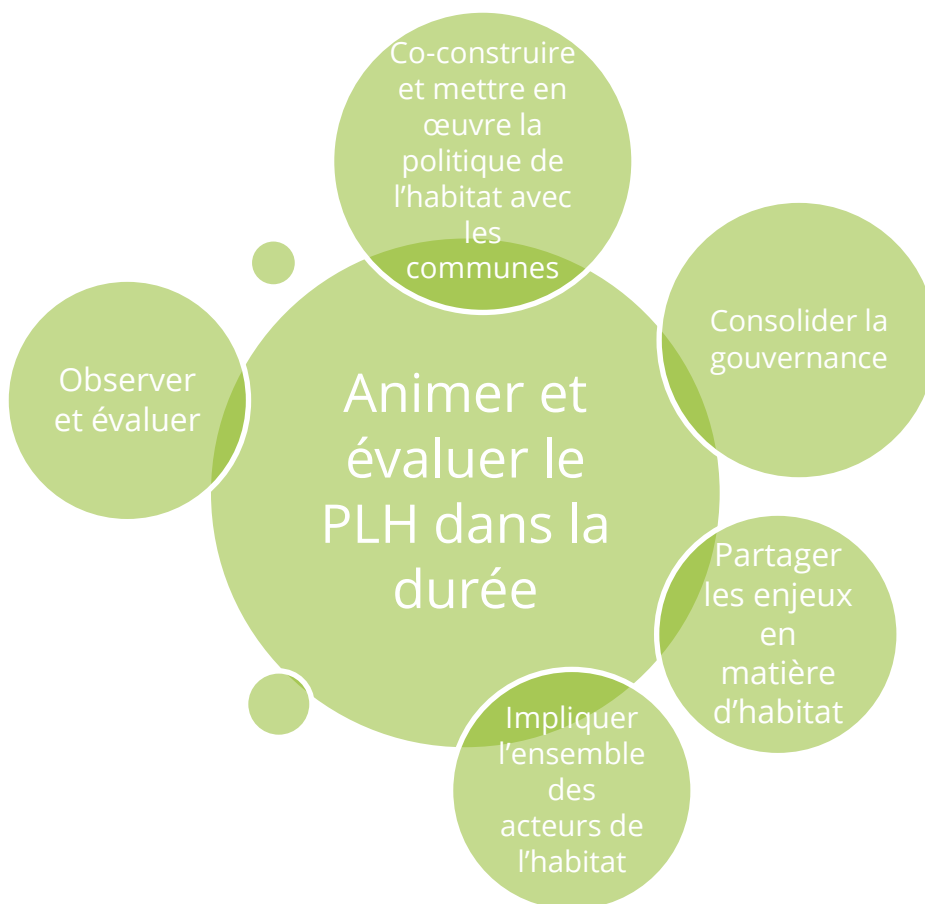 Co-construire
et mettre en
œuvre la
politique de
l’habitat avec
les
communes
Consolider la
gouvernance
Observer
et évaluer
Animer et
évaluer le
PLH dans la
durée
Partager
les enjeux
en
matière
d’habitat
Impliquer
l’ensemble
des
acteurs de
l’habitat